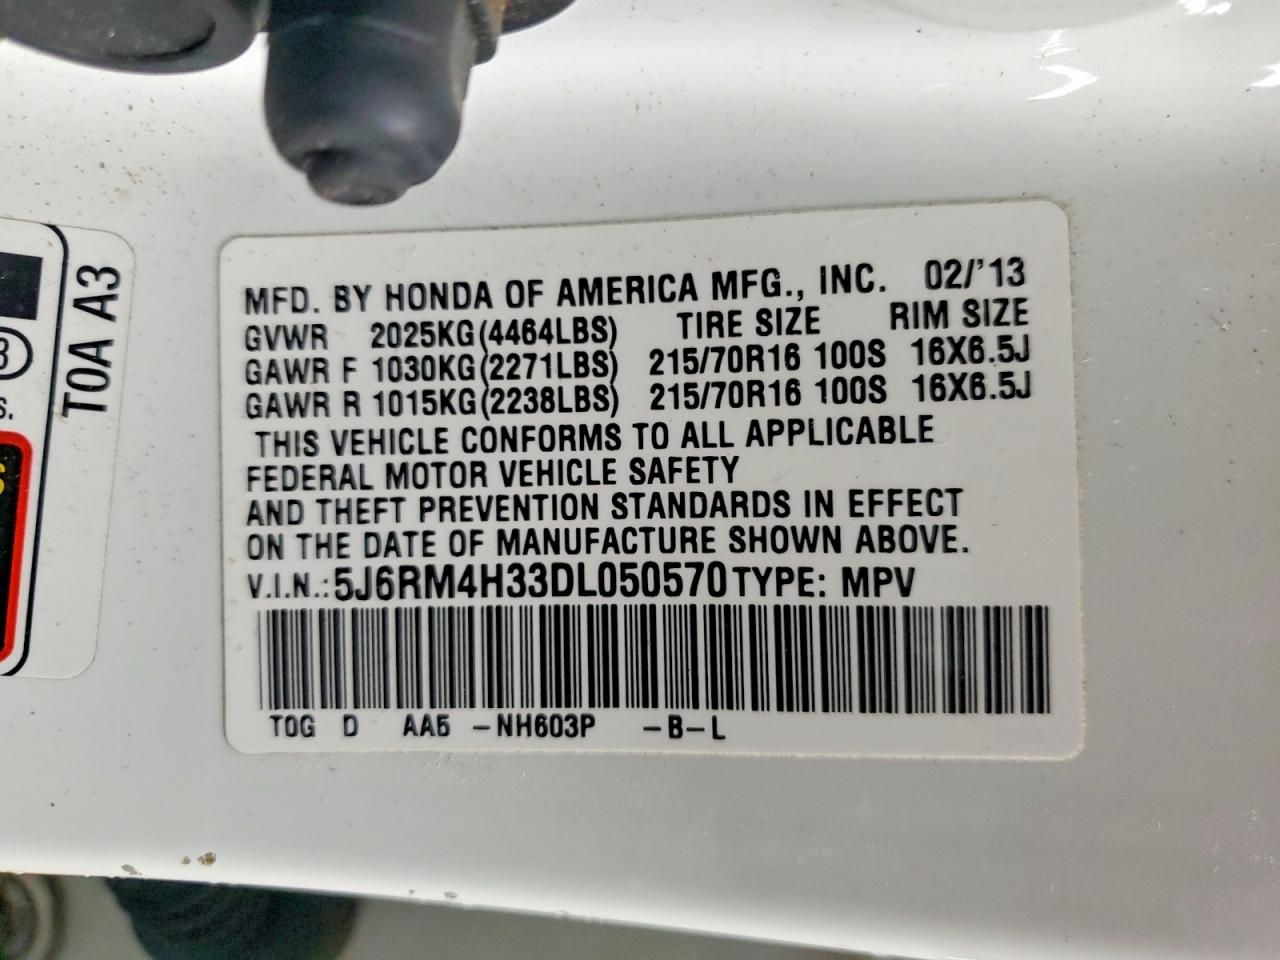 MFD. BY HONDA OF AMERICA MFG., INC. 02/'13
GVWR 2025KG(4464LBS) TIRE SIZE RIM SIZE
GAWR F 1030KG(2271LBS) 215/70R16 100S 16X6.5J
GAWR R 1015KG(2238LBS) 215/70R16 100S 16X6.5J
THIS VEHICLE CONFORMS TO ALL APPLICABLE
FEDERAL MOTOR VEHICLE SAFETY
AND THEFT PREVENTION STANDARDS IN EFFECT
ON THE DATE OF MANUFACTURE SHOWN ABOVE.
V.I.N.:5J6RM4H33DL050570 TYPE: MPV
TOG D AA5 -NH603P -B-L
TOA A3